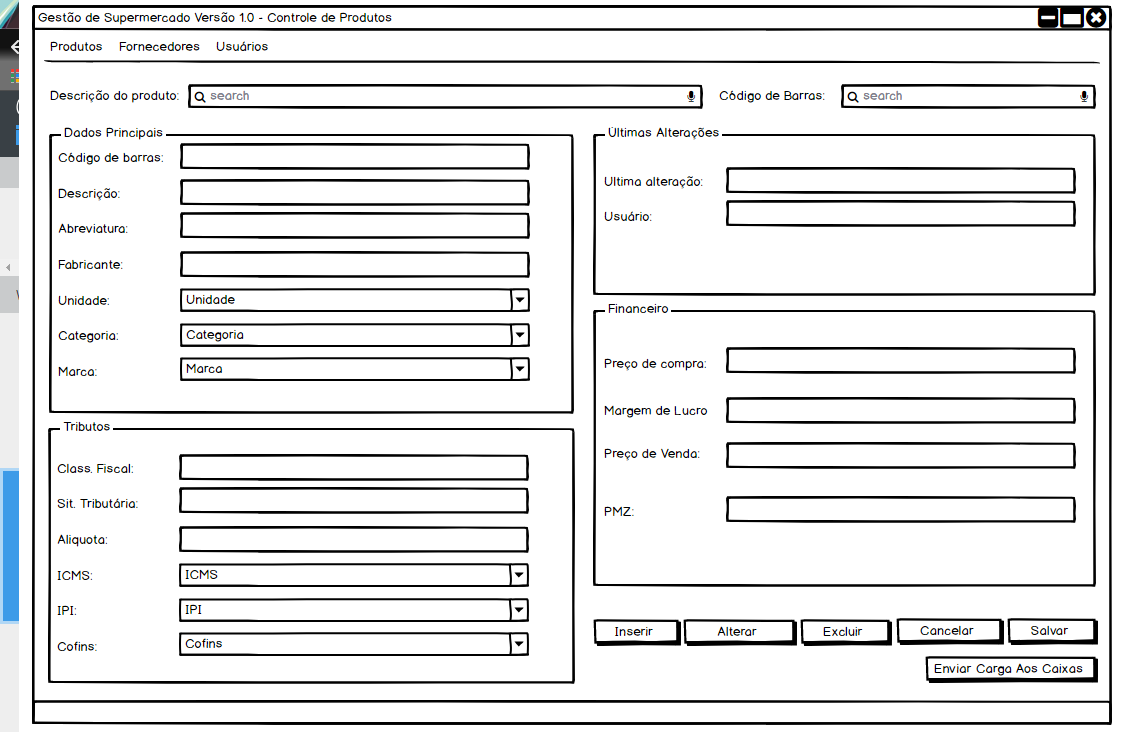 Gestão de Supermercado Versão 1.0 - Controle de Produtos
Produtos Fornecedores Usuários
Descrição do produto: search Código de Barras: search
Dados Principais
Código de barras:
Descrição:
Abreviatura:
Fabricante:
Unidade: Unidade
Categoria: Categoria
Marca: Marca
Tributos
Class. Fiscal:
Sit. Tributária:
Aliquota:
ICMS: ICMS
IPI: IPI
Cofins: Cofins
Últimas Alterações
Ultima alteração:
Usuário:
Financeiro
Preço de compra:
Margem de Lucro
Preço de Venda:
PMZ:
Inserir Alterar Excluir Cancelar Salvar
Enviar Carga Aos Caixas